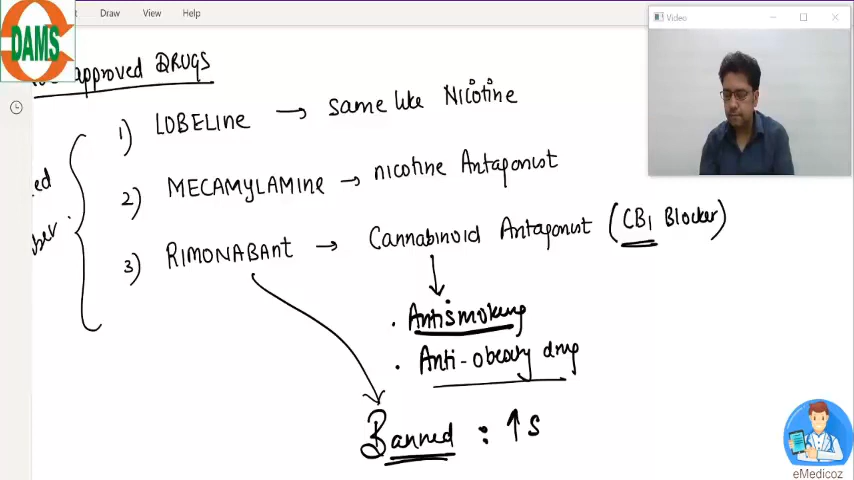 Draw View Help
Video
DAMS
approved DRUGS
1) LOBELINE → same like Nicotine
2) MECAMYLAMINE → nicotine Antagonist
3) RIMONABANT → Cannabinoid Antagonist (CB1 Blocker)
• Antismoking
• Anti-obesity drug
Banned : ↑ S
eMedicoz